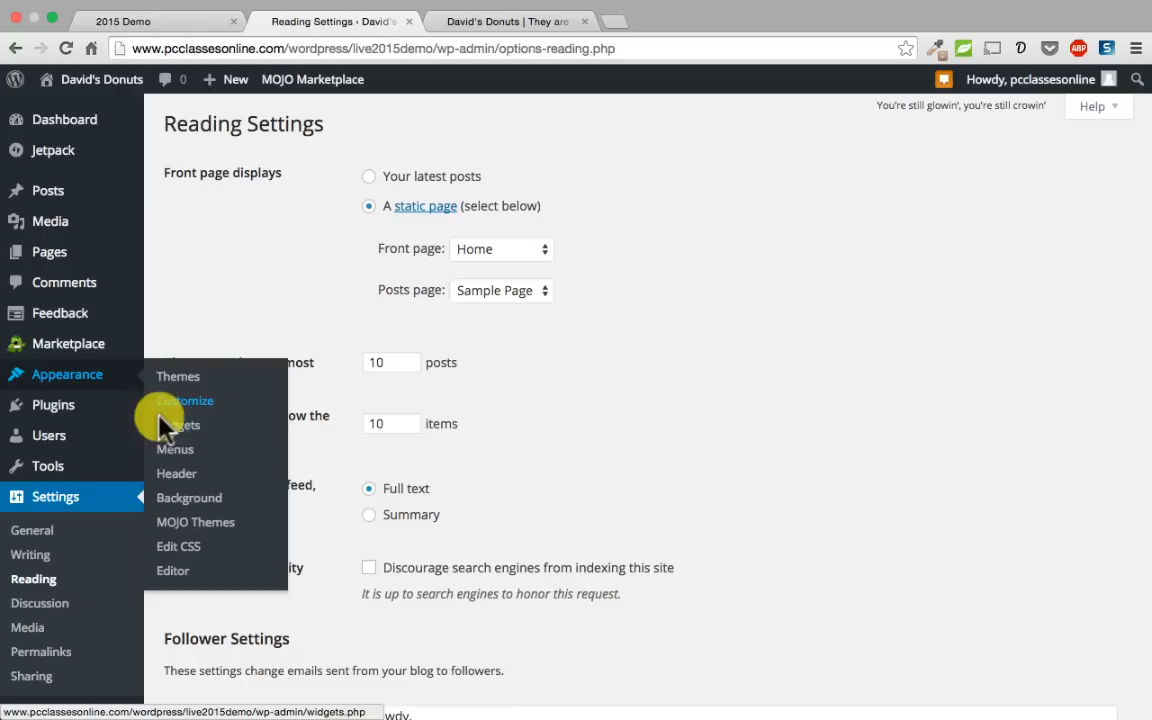 2015 Demo
Reading Settings ‹ David's
David's Donuts | They are
www.pcclassesonline.com/wordpress/live2015demo/wp-admin/options-reading.php
ABP
David's Donuts 0 New MOJO Marketplace
Howdy, pcclassesonline
You're still glowin', you're still crowin'
Help
Dashboard
Jetpack
Posts
Media
Pages
Comments
Feedback
Marketplace
Appearance
Plugins
Users
Tools
Settings
General
Writing
Reading
Discussion
Media
Permalinks
Sharing
Themes
Customize
Menus
Header
Background
MOJO Themes
Edit CSS
Editor
Reading Settings
Front page displays
Your latest posts
A static page (select below)
Front page: Home
Posts page: Sample Page
most
10 posts
ow the
10 items
feed,
Full text
Summary
ity
Discourage search engines from indexing this site
It is up to search engines to honor this request.
Follower Settings
These settings change emails sent from your blog to followers.
www.pcclassesonline.com/wordpress/live2015demo/wp-admin/widgets.php
wdy,